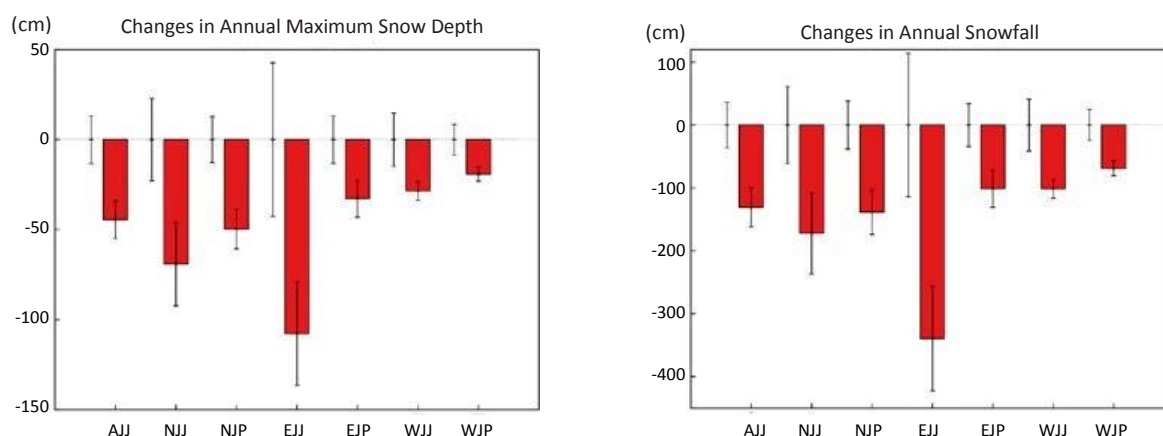 (cm)
Changes in Annual Maximum Snow Depth
50
0
-50
-100
-150
AJJ NJJ NJP EJJ EJP WJJ WJP
(cm)
Changes in Annual Snowfall
100
0
-100
-200
-300
-400
AJJ NJJ NJP EJJ EJP WJJ WJP